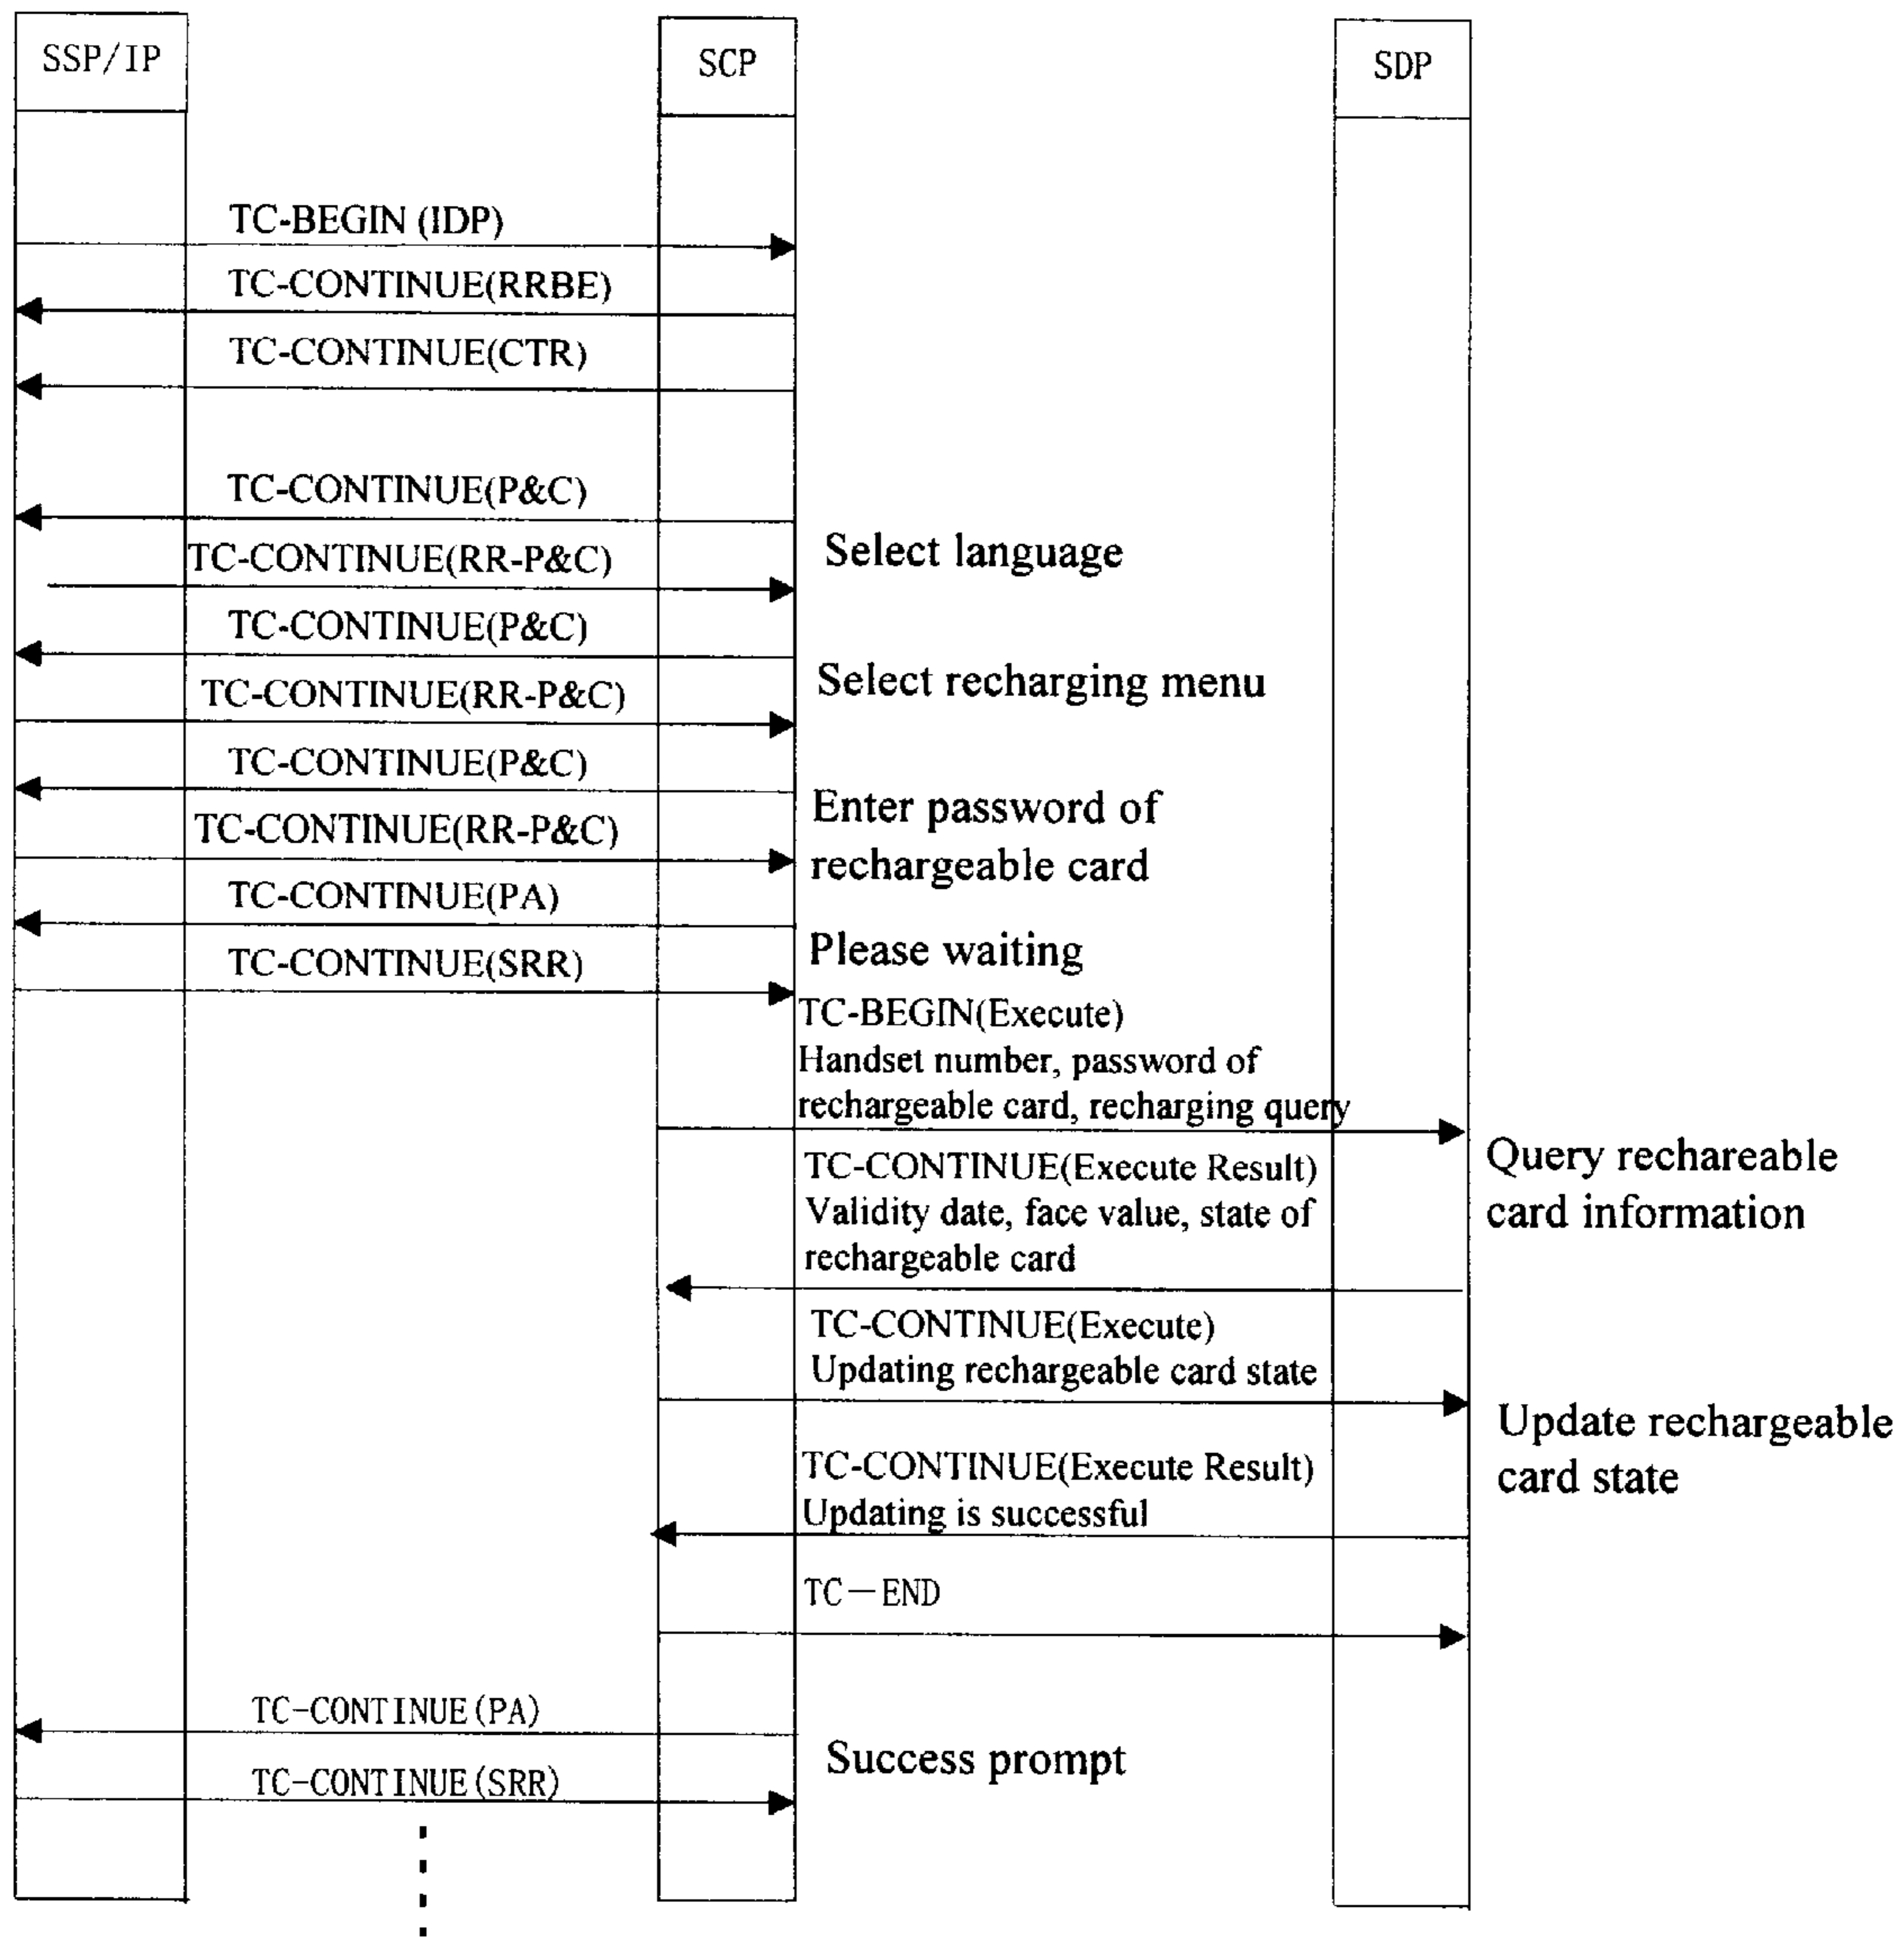 SSP/IP
SCP
SDP
TC-BEGIN (IDP)
TC-CONTINUE(RRBE)
TC-CONTINUE(CTR)
TC-CONTINUE(P&C)
Select language
TC-CONTINUE(RR-P&C)
TC-CONTINUE(P&C)
Select recharging menu
TC-CONTINUE(RR-P&C)
TC-CONTINUE(P&C)
Enter password of
rechargeable card
TC-CONTINUE(RR-P&C)
TC-CONTINUE(PA)
Please waiting
TC-CONTINUE(SRR)
TC-BEGIN(Execute)
Handset number, password of
rechargeable card, recharging query
Query rechareable
card information
TC-CONTINUE(Execute Result)
Validity date, face value, state of
rechargeable card
TC-CONTINUE(Execute)
Updating rechargeable card state
Update rechargeable
card state
TC-CONTINUE(Execute Result)
Updating is successful
TC—END
TC-CONTINUE(PA)
Success prompt
TC-CONTINUE(SRR)